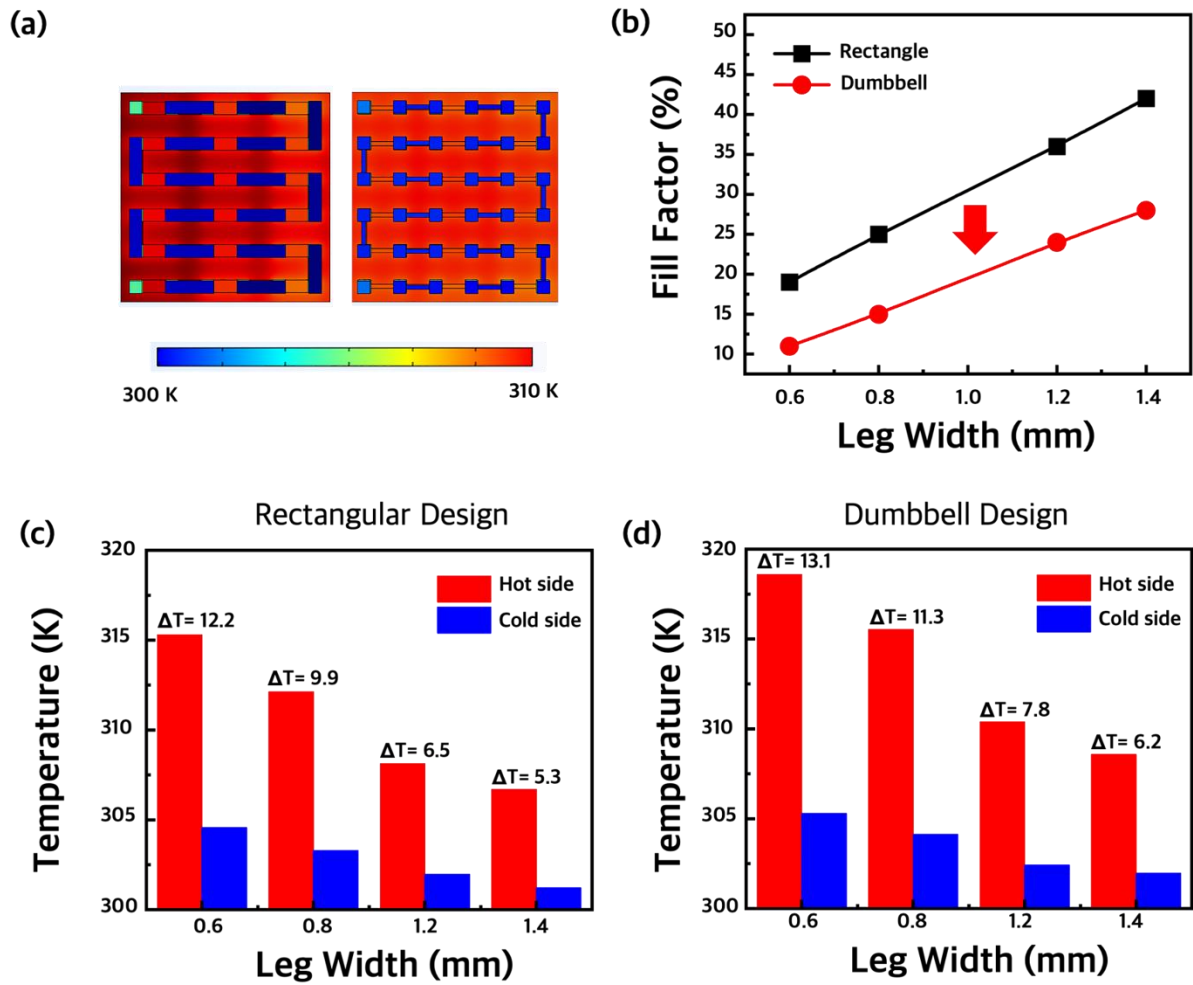 (a)
300 K
310 K
(b)
Rectangle
Dumbbell
Fill Factor (%)
50
45
40
35
30
25
20
15
10
0.6
0.8
1.0
1.2
1.4
Leg Width (mm)
(c)
Rectangular Design
Hot side
Cold side
Temperature (K)
320
315
310
305
300
ΔT= 12.2
ΔT= 9.9
ΔT= 6.5
ΔT= 5.3
0.6
0.8
1.2
1.4
Leg Width (mm)
(d)
Dumbbell Design
Hot side
Cold side
Temperature (K)
320
315
310
305
300
ΔT= 13.1
ΔT= 11.3
ΔT= 7.8
ΔT= 6.2
0.6
0.8
1.2
1.4
Leg Width (mm)